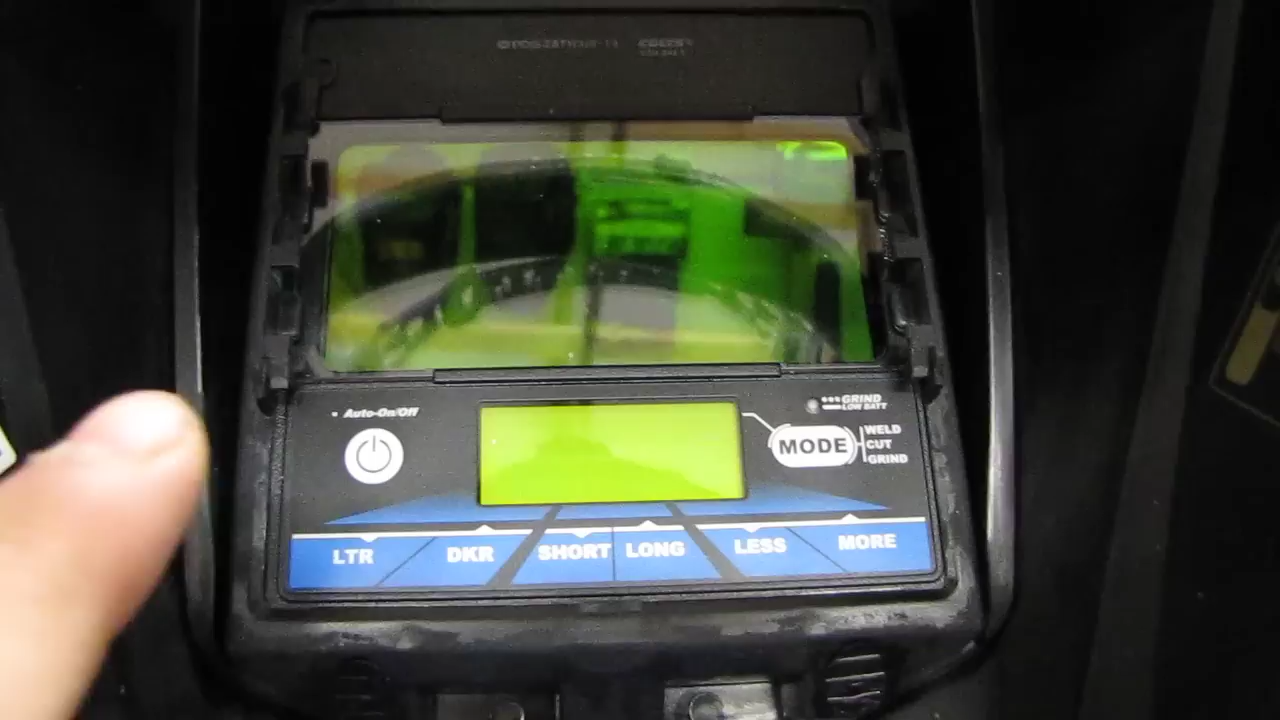 Auto-On/Off
GRIND
LOW BATT
MODE
WELD
CUT
GRIND
LTR DKR SHORT LONG LESS MORE